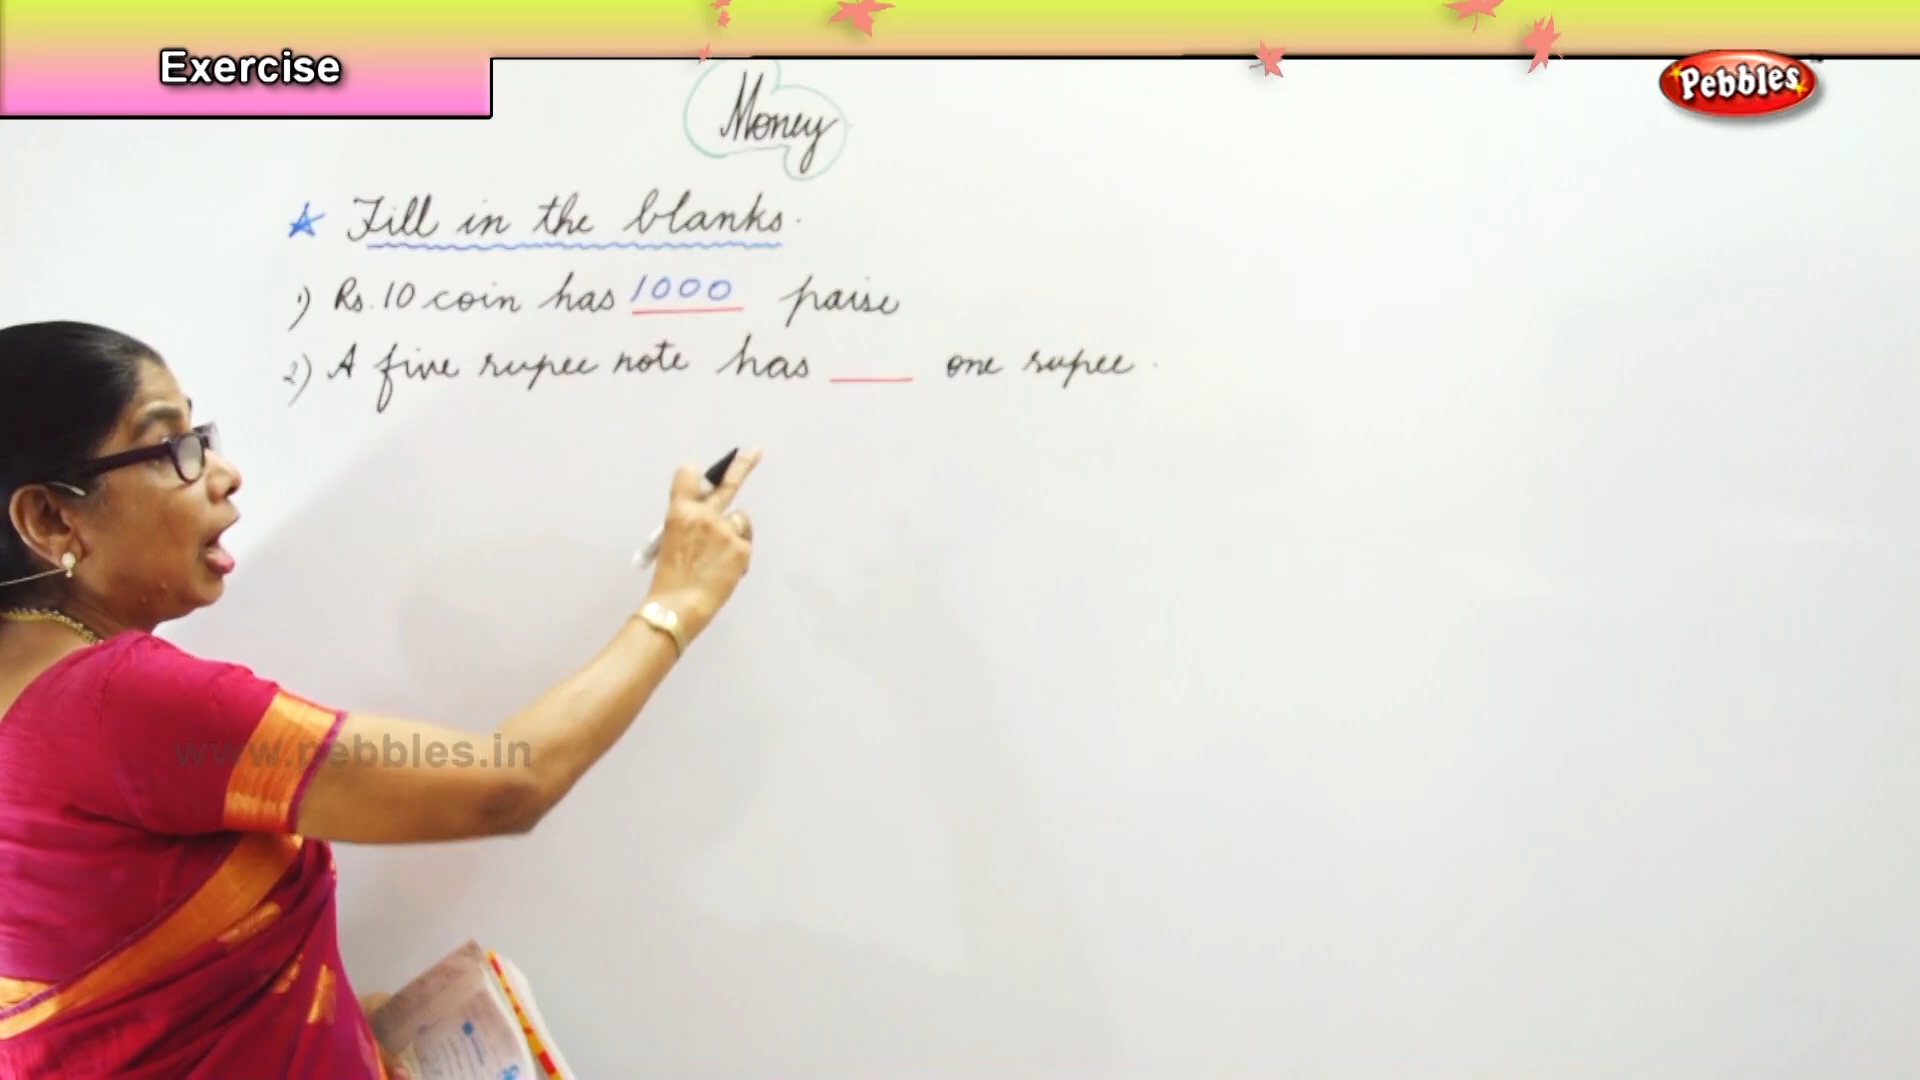 Exercise
Pebbles
Money
Fill in the blanks.
1) Rs. 10 coin has 1000 paise
2) A five rupee note has ___ one rupee.
www.pebbles.in